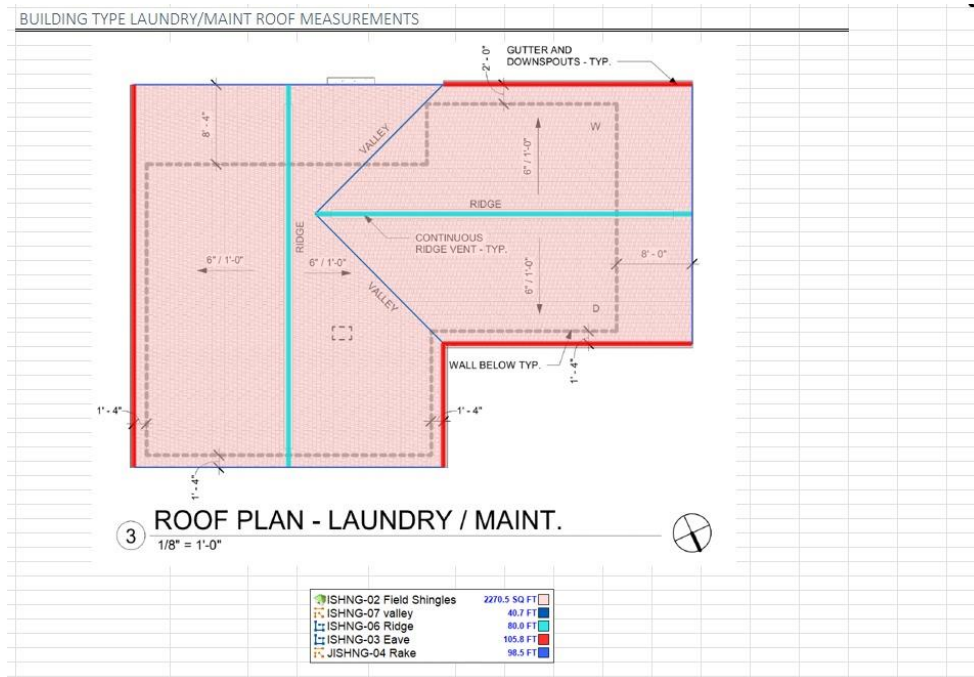 BUILDING TYPE LAUNDRY/MAINT ROOF MEASUREMENTS
2' - 0"
GUTTER AND
DOWNSPOUTS - TYP.
8' - 4"
VALLEY
W
6" / 1'-0"
RIDGE
RIDGE
CONTINUOUS
RIDGE VENT - TYP.
8' - 0"
6" / 1'-0"
6" / 1'-0"
6" / 1'-0"
VALLEY
D
WALL BELOW TYP.
1' - 4"
1' - 4"
1' - 4"
1' - 4"
3
ROOF PLAN - LAUNDRY / MAINT.
1/8" = 1'-0"
ISHNG-02 Field Shingles 2270.5 SQ FT
ISHNG-07 valley 40.7 FT
ISHNG-06 Ridge 80.0 FT
ISHNG-03 Eave 105.8 FT
JISHNG-04 Rake 98.5 FT